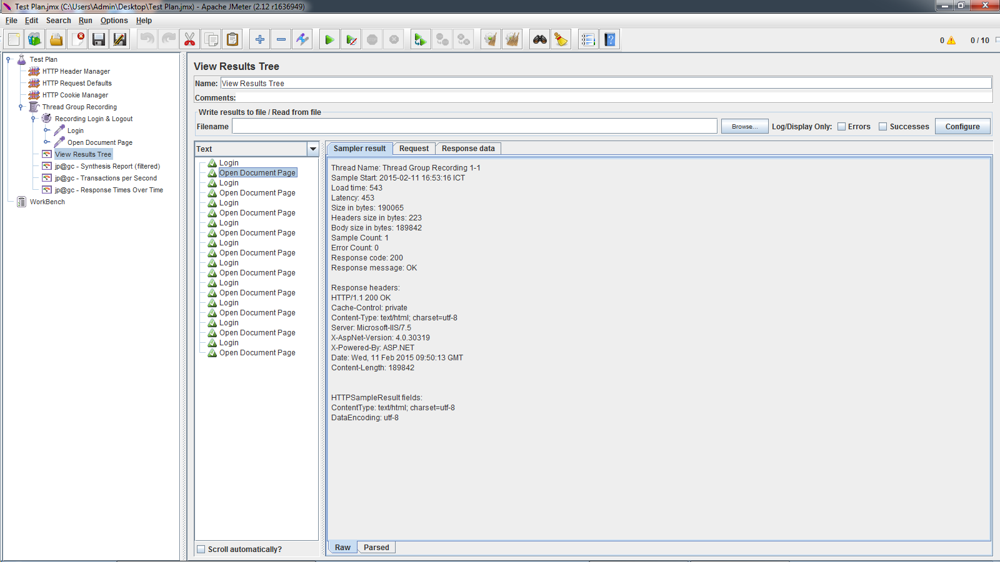 Test Plan.jmx (C:\Users\Admin\Desktop\Test Plan.jmx) - Apache JMeter (2.12 r1636949)
File Edit Search Run Options Help
0 0 / 10
Test Plan
HTTP Header Manager
HTTP Request Defaults
HTTP Cookie Manager
Thread Group Recording
Recording Login & Logout
Login
Open Document Page
View Results Tree
jp@gc - Synthesis Report (filtered)
jp@gc - Transactions per Second
jp@gc - Response Times Over Time
WorkBench
View Results Tree
Name: View Results Tree
Comments:
Write results to file / Read from file
Filename Browse... Log/Display Only: Errors Successes Configure
Text
Login
Open Document Page
Login
Open Document Page
Login
Open Document Page
Login
Open Document Page
Login
Open Document Page
Login
Open Document Page
Login
Open Document Page
Login
Open Document Page
Login
Open Document Page
Login
Open Document Page
Scroll automatically?
Sampler result Request Response data
Thread Name: Thread Group Recording 1-1
Sample Start: 2015-02-11 16:53:16 ICT
Load time: 543
Latency: 453
Size in bytes: 190065
Headers size in bytes: 223
Body size in bytes: 189842
Sample Count: 1
Error Count: 0
Response code: 200
Response message: OK
Response headers:
HTTP/1.1 200 OK
Cache-Control: private
Content-Type: text/html; charset=utf-8
Server: Microsoft-IIS/7.5
X-AspNet-Version: 4.0.30319
X-Powered-By: ASP.NET
Date: Wed, 11 Feb 2015 09:50:13 GMT
Content-Length: 189842
HTTPSampleResult fields:
ContentType: text/html; charset=utf-8
DataEncoding: utf-8
Raw Parsed